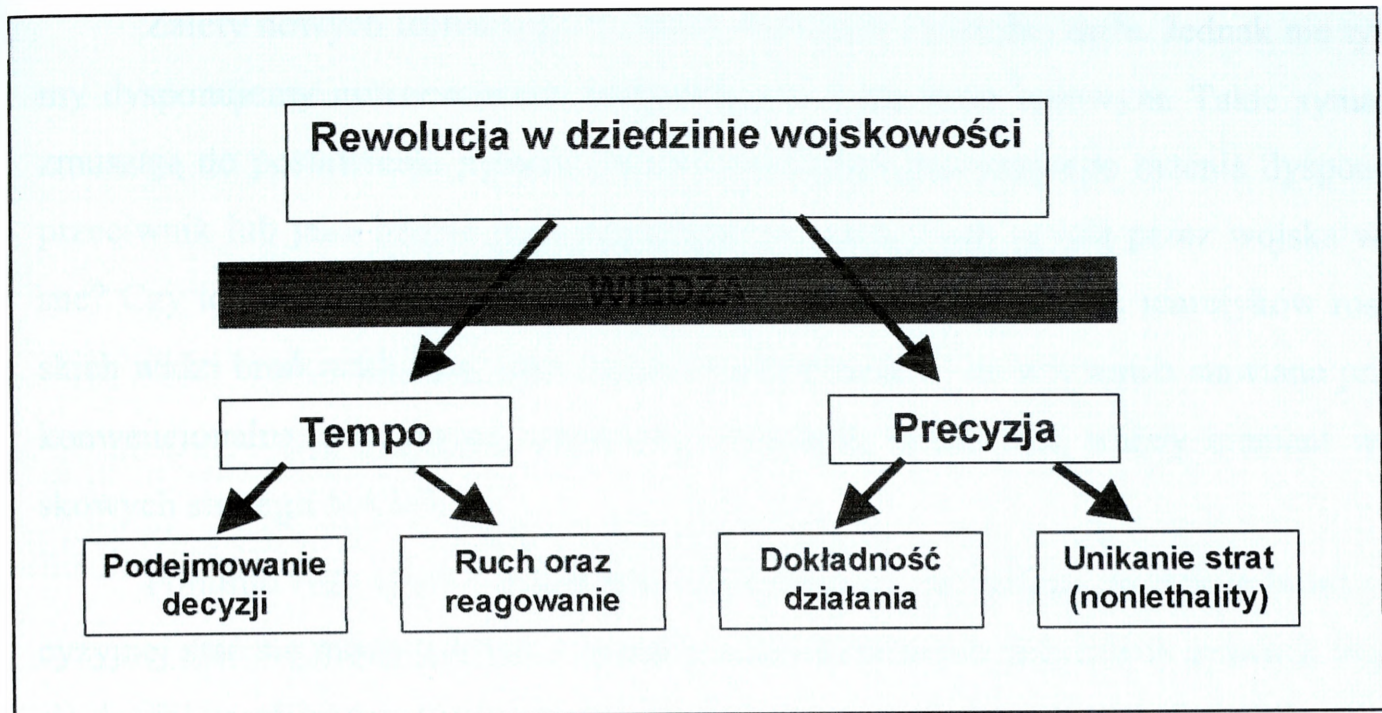 Rewolucja w dziedzinie wojskowości
WIEDZA
Tempo
Precyzja
Podejmowanie
decyzji
Ruch oraz
reagowanie
Dokładność
działania
Unikanie strat
(nonlethality)